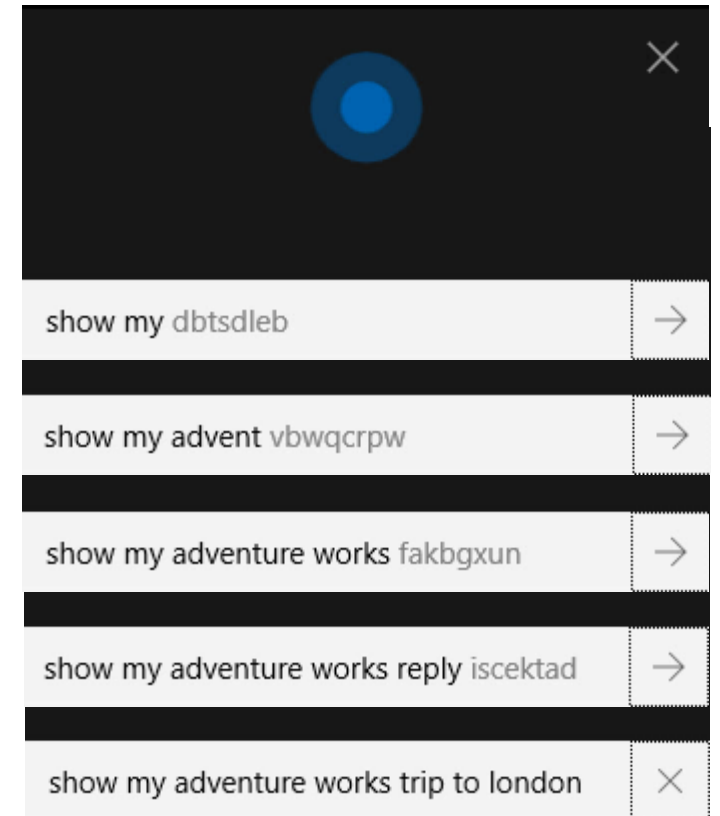 show my dbtsdleb
show my advent vbwqcrpw
show my adventure works fakbgxun
show my adventure works reply iscektad
show my adventure works trip to london